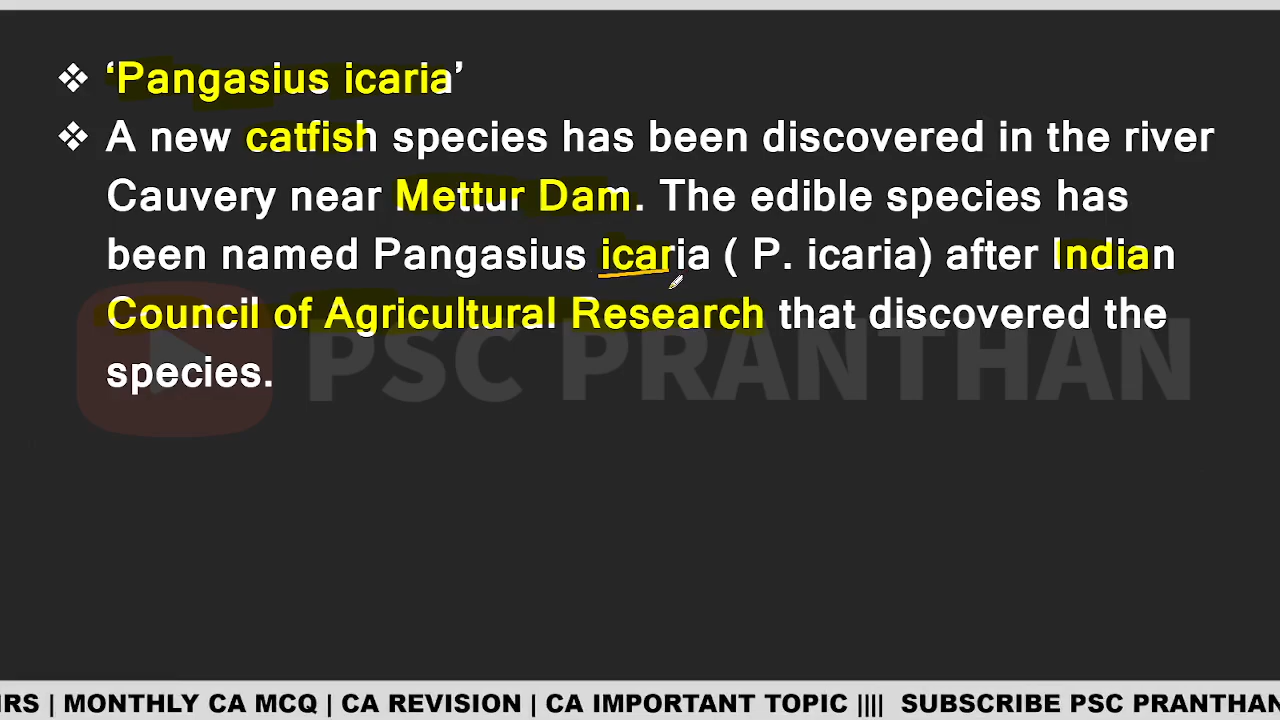 ❖ ‘Pangasius icaria’
❖ A new catfish species has been discovered in the river
Cauvery near Mettur Dam. The edible species has
been named Pangasius icaria ( P. icaria) after Indian
Council of Agricultural Research that discovered the
species.
PSC PRANTHAN
IRS | MONTHLY CA MCQ | CA REVISION | CA IMPORTANT TOPIC |||| SUBSCRIBE PSC PRANTHAN